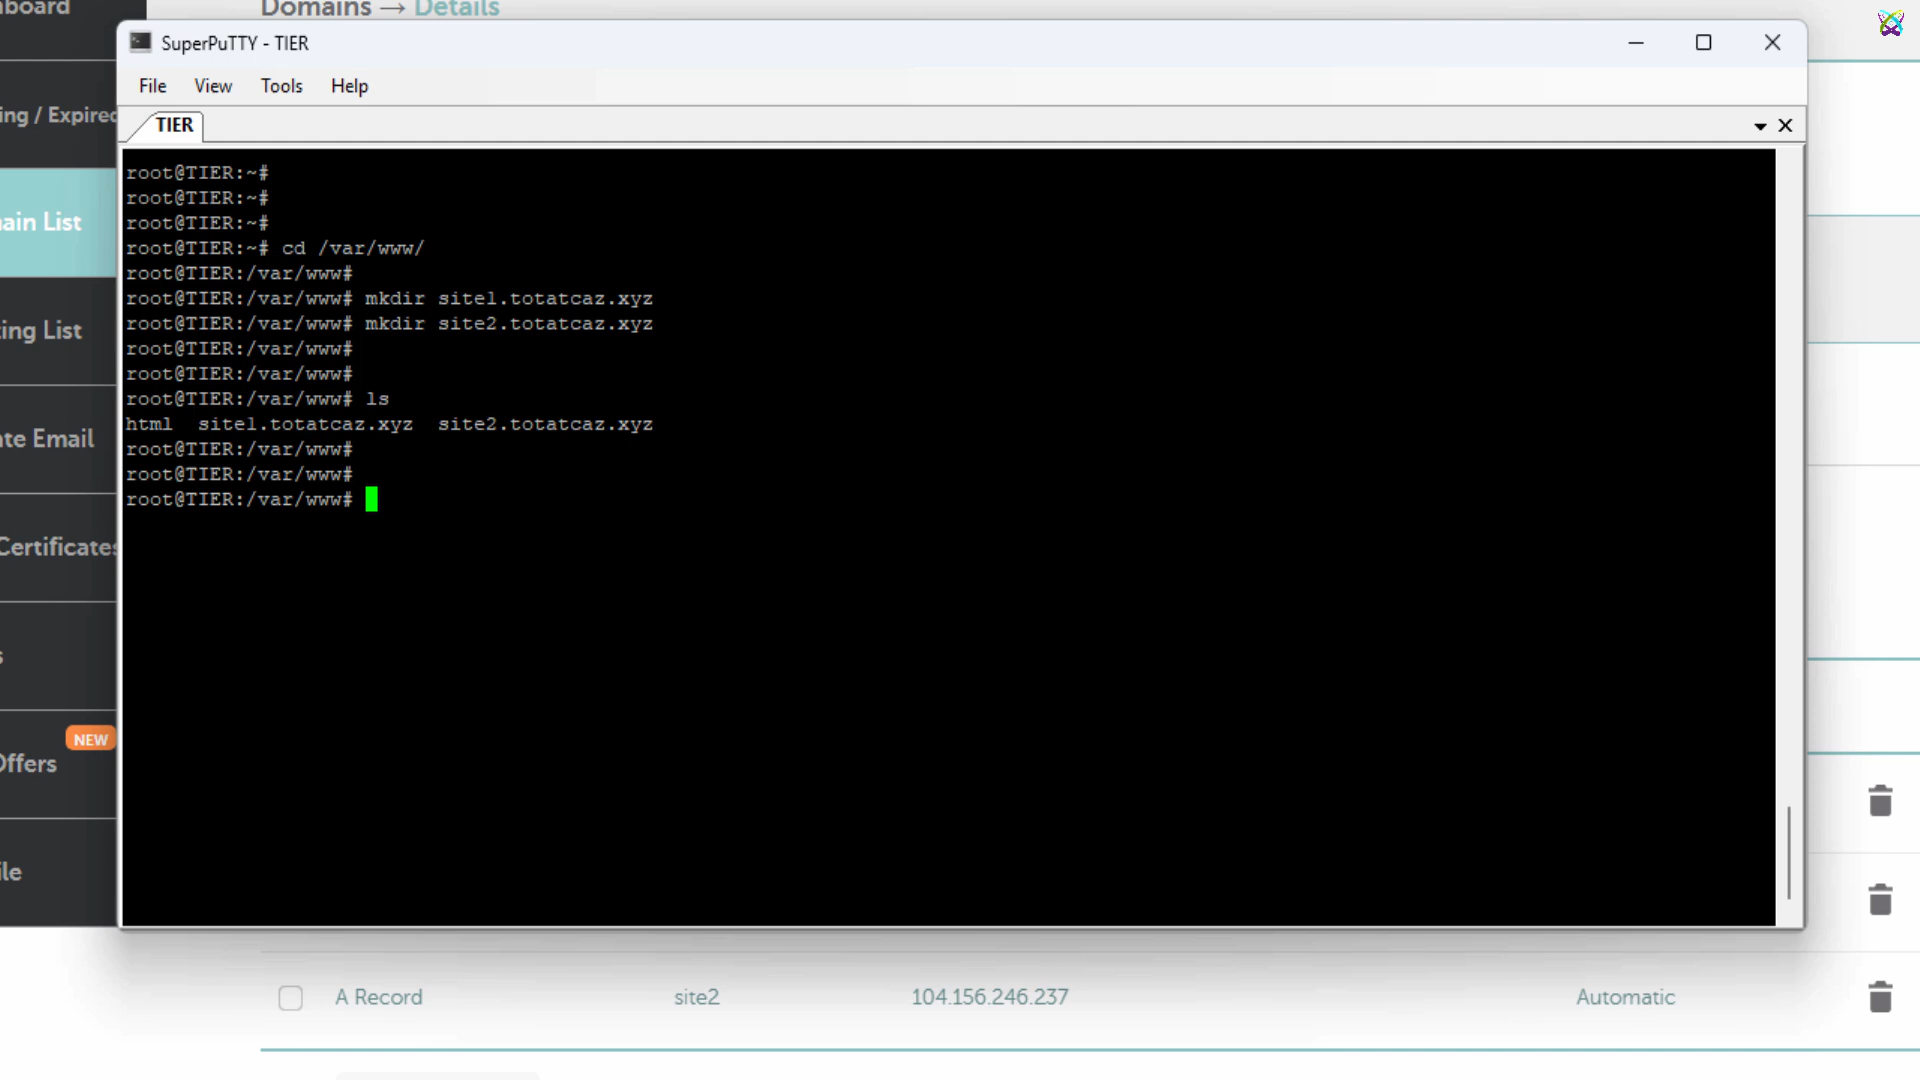 board
Domains → Details
SuperPuTTY - TIER
File View Tools Help
ing / Expired
TIER
root@TIER:~#
root@TIER:~#
root@TIER:~#
root@TIER:~# cd /var/www/
root@TIER:/var/www#
root@TIER:/var/www# mkdir site1.totatcaz.xyz
root@TIER:/var/www# mkdir site2.totatcaz.xyz
root@TIER:/var/www#
root@TIER:/var/www#
root@TIER:/var/www# ls
html site1.totatcaz.xyz site2.totatcaz.xyz
root@TIER:/var/www#
root@TIER:/var/www#
root@TIER:/var/www#
ain List
ing List
te Email
Certificates
s
NEW
Offers
ile
A Record site2 104.156.246.237 Automatic